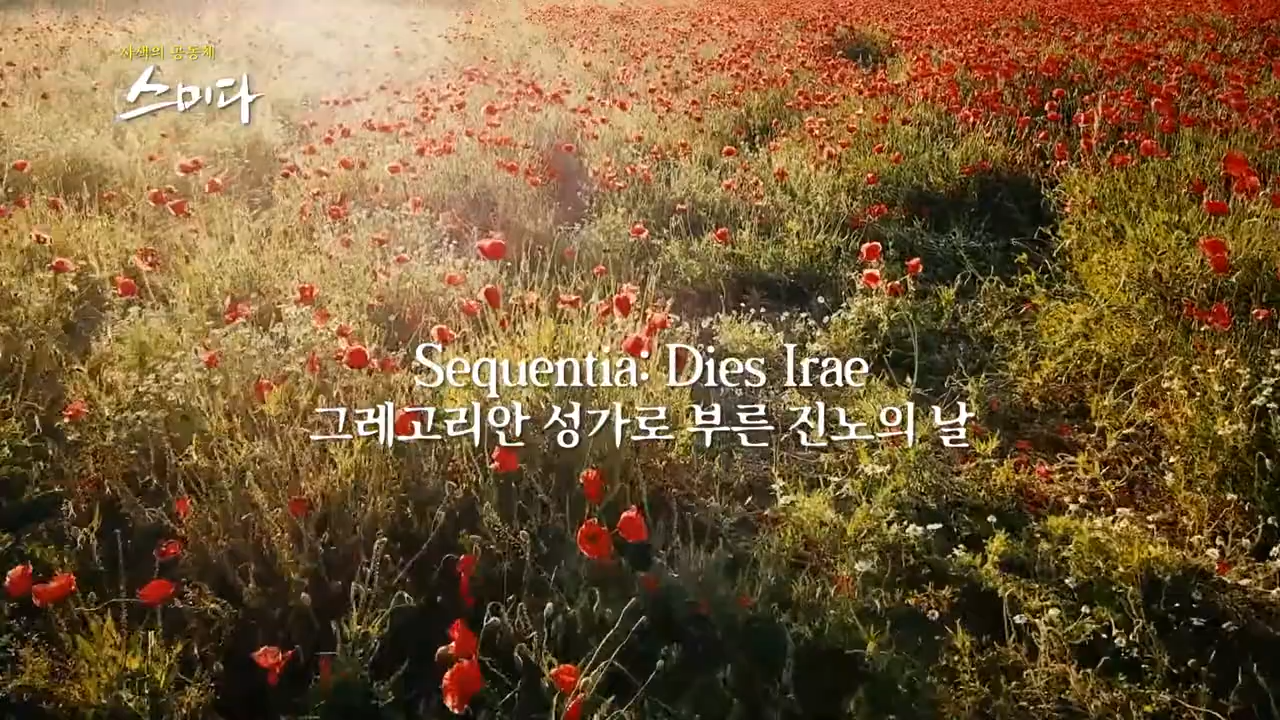 사색의 공동체
스미다
Sequentia: Dies Irae
그레고리안 성가로 부른 진노의 날